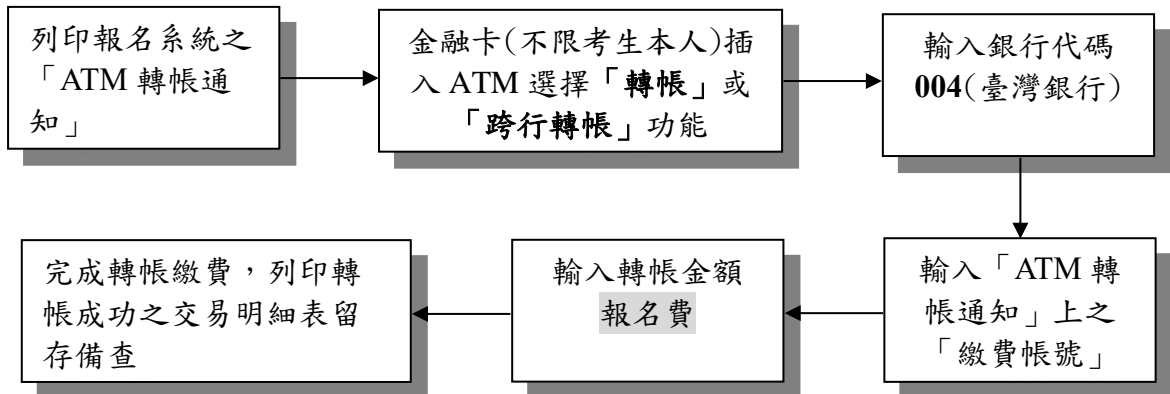 列印報名系統之
「ATM 轉帳通
知」
金融卡(不限考生本人)插
入 ATM 選擇「轉帳」或
「跨行轉帳」功能
輸入銀行代碼
004(臺灣銀行)
輸入「ATM 轉
帳通知」上之
「繳費帳號」
輸入轉帳金額
報名費
完成轉帳繳費，列印轉
帳成功之交易明細表留
存備查